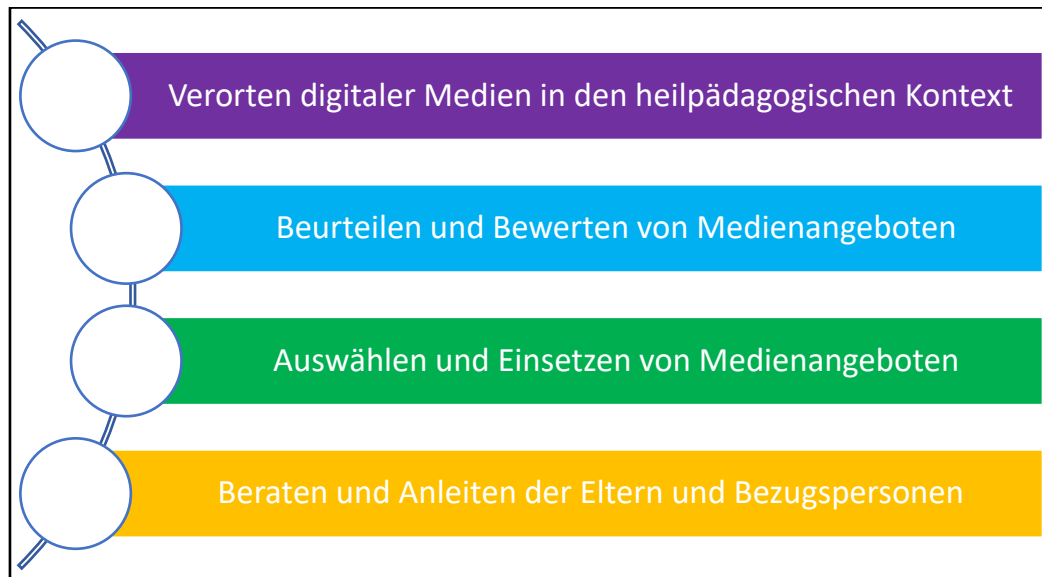 Verorten digitaler Medien in den heilpädagogischen Kontext
Beurteilen und Bewerten von Medienangeboten
Auswählen und Einsetzen von Medienangeboten
Beraten und Anleiten der Eltern und Bezugspersonen